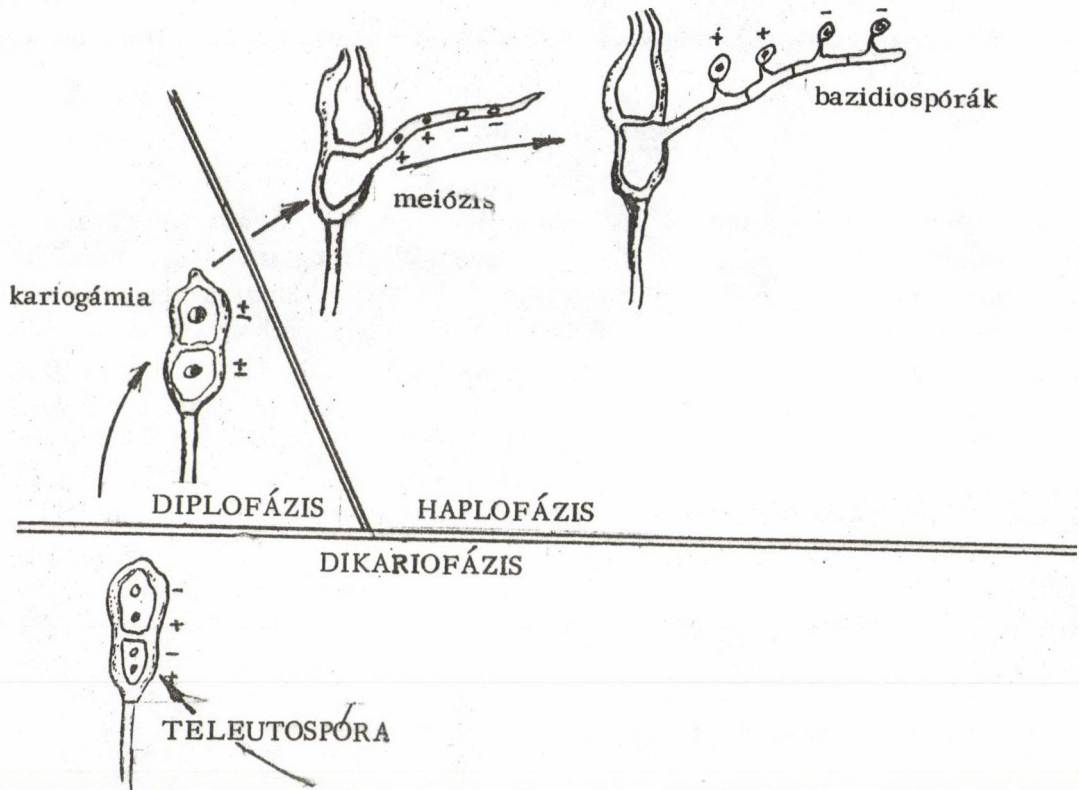 + + - -
bazidiospórák
+ + - -
meiózis
kariogámia
±
±
DIPLOFÁZIS HAPLOFÁZIS
DIKARIOFÁZIS
-
+
-
+
TELEUTOSPÓRA